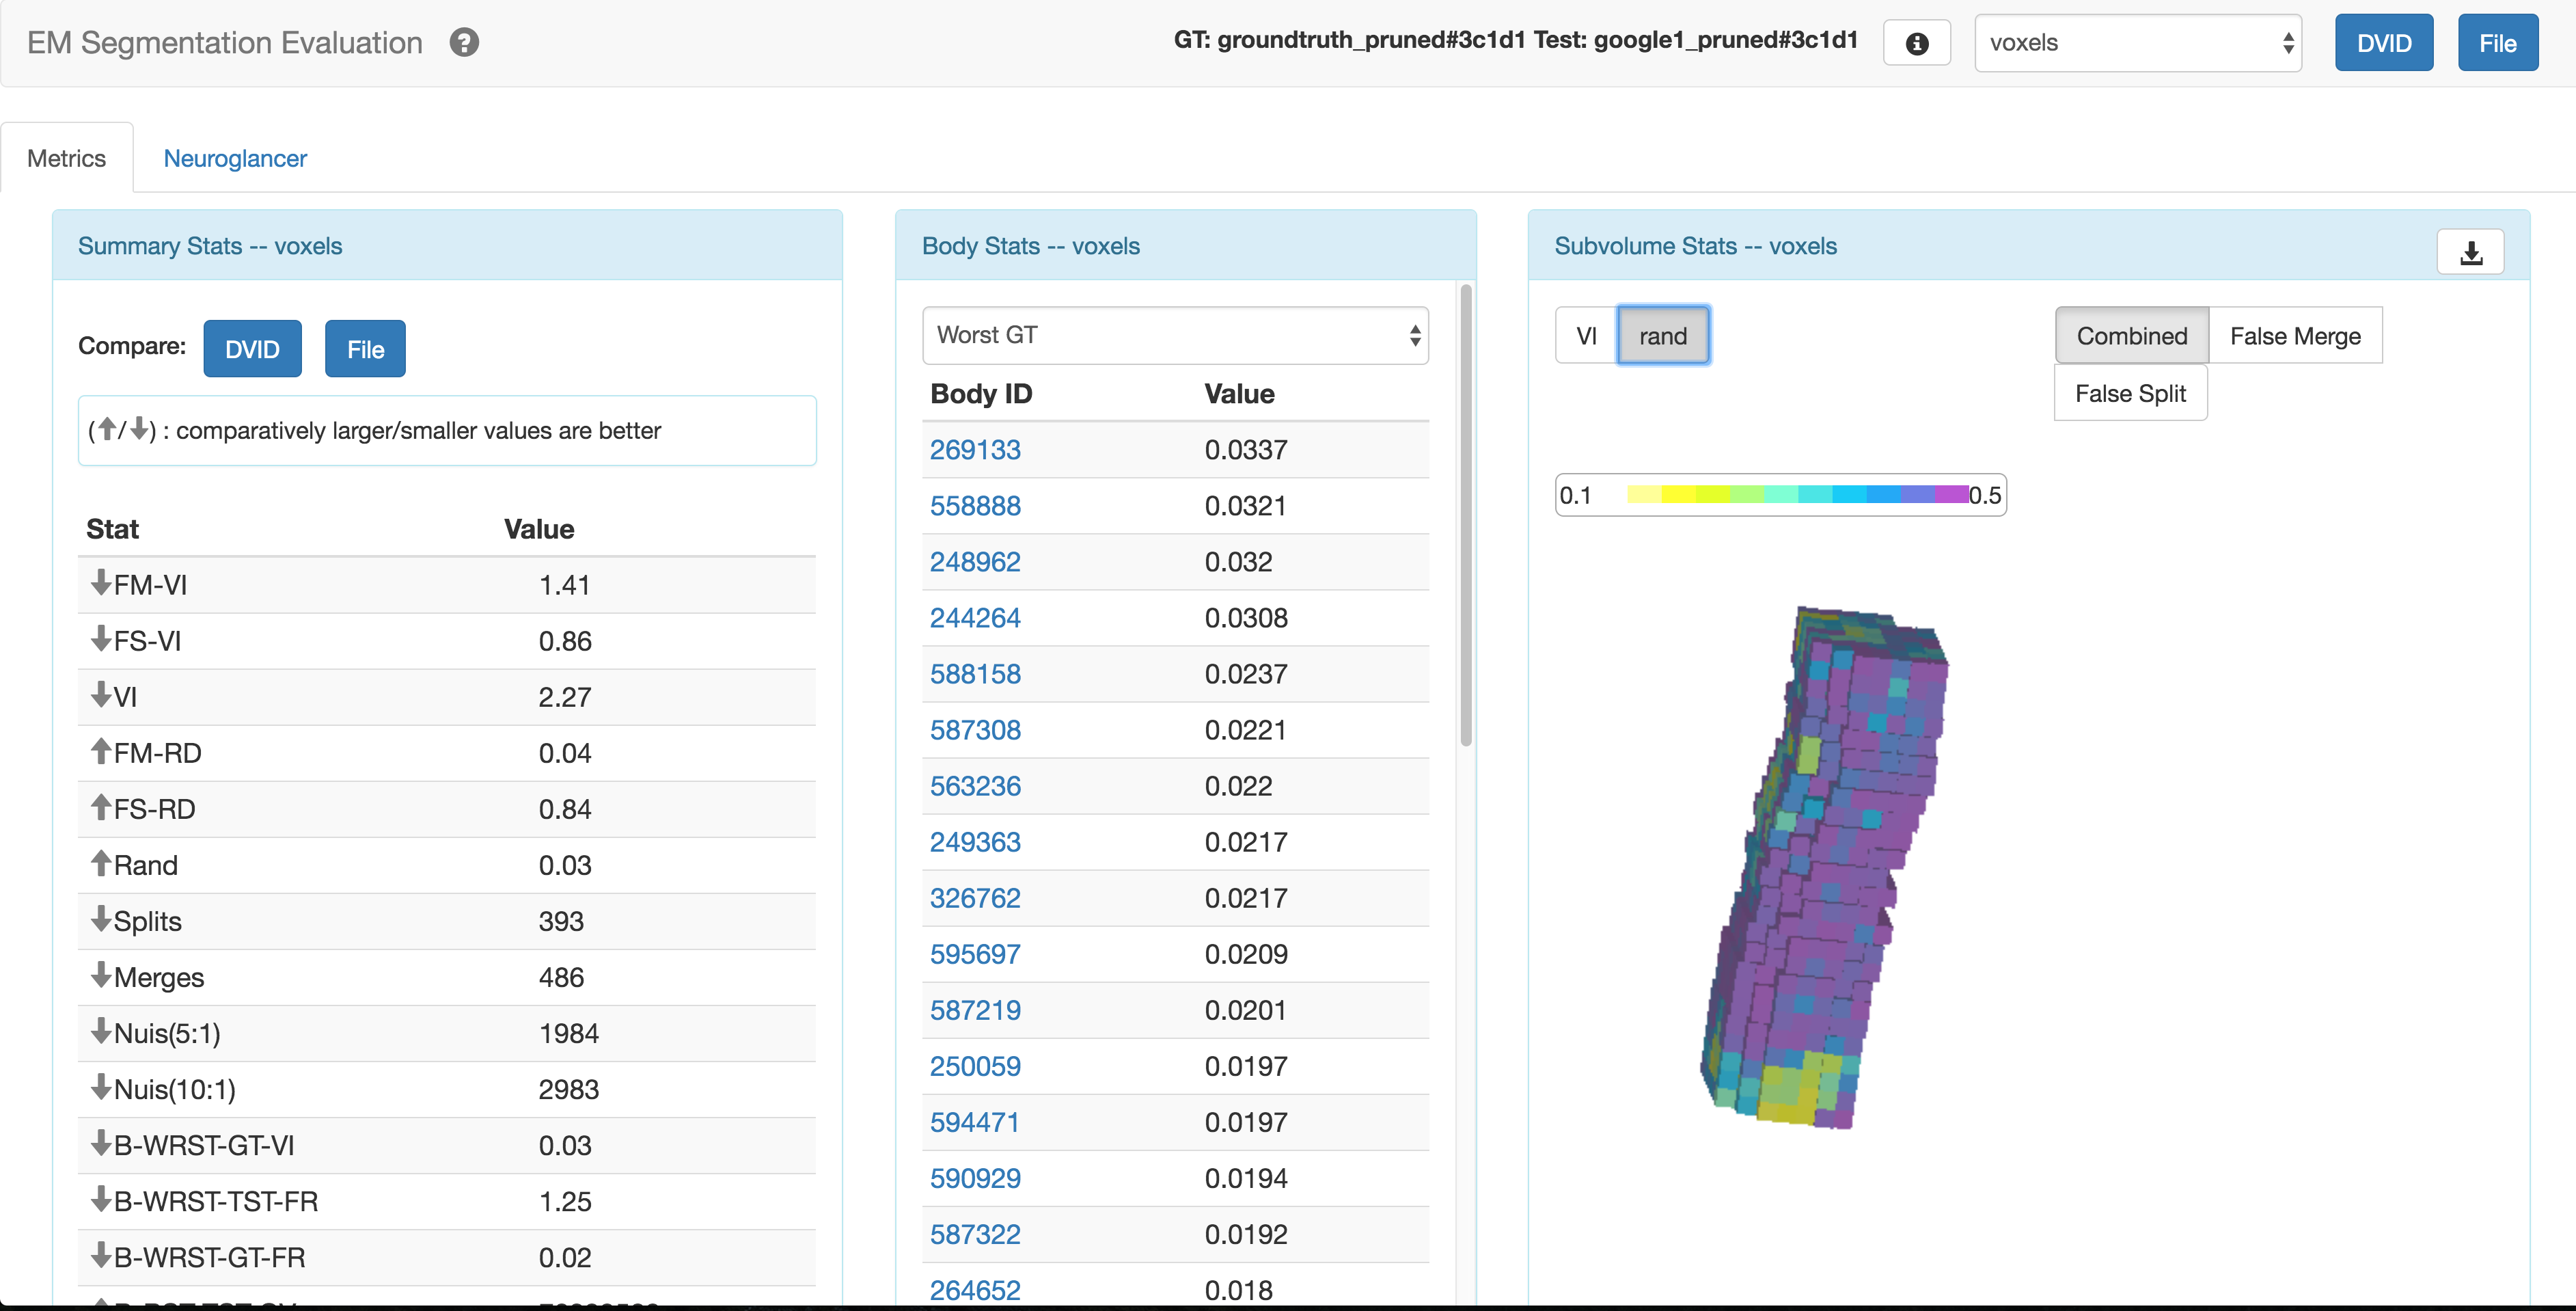 EM Segmentation Evaluation
GT: groundtruth_pruned#3c1d1 Test: google1_pruned#3c1d1
voxels
DVID
File
Metrics
Neuroglancer
Summary Stats -- voxels
Compare:
DVID
File
(↑/↓) : comparatively larger/smaller values are better
Stat Value
↓FM-VI 1.41
↓FS-VI 0.86
↓VI 2.27
↑FM-RD 0.04
↑FS-RD 0.84
↑Rand 0.03
↓Splits 393
↓Merges 486
↓Nuis(5:1) 1984
↓Nuis(10:1) 2983
↓B-WRST-GT-VI 0.03
↓B-WRST-TST-FR 1.25
↓B-WRST-GT-FR 0.02
Body Stats -- voxels
Worst GT
Body ID Value
269133 0.0337
558888 0.0321
248962 0.032
244264 0.0308
588158 0.0237
587308 0.0221
563236 0.022
249363 0.0217
326762 0.0217
595697 0.0209
587219 0.0201
250059 0.0197
594471 0.0197
590929 0.0194
587322 0.0192
264652 0.018
Subvolume Stats -- voxels
VI
rand
Combined
False Merge
False Split
0.1 0.5